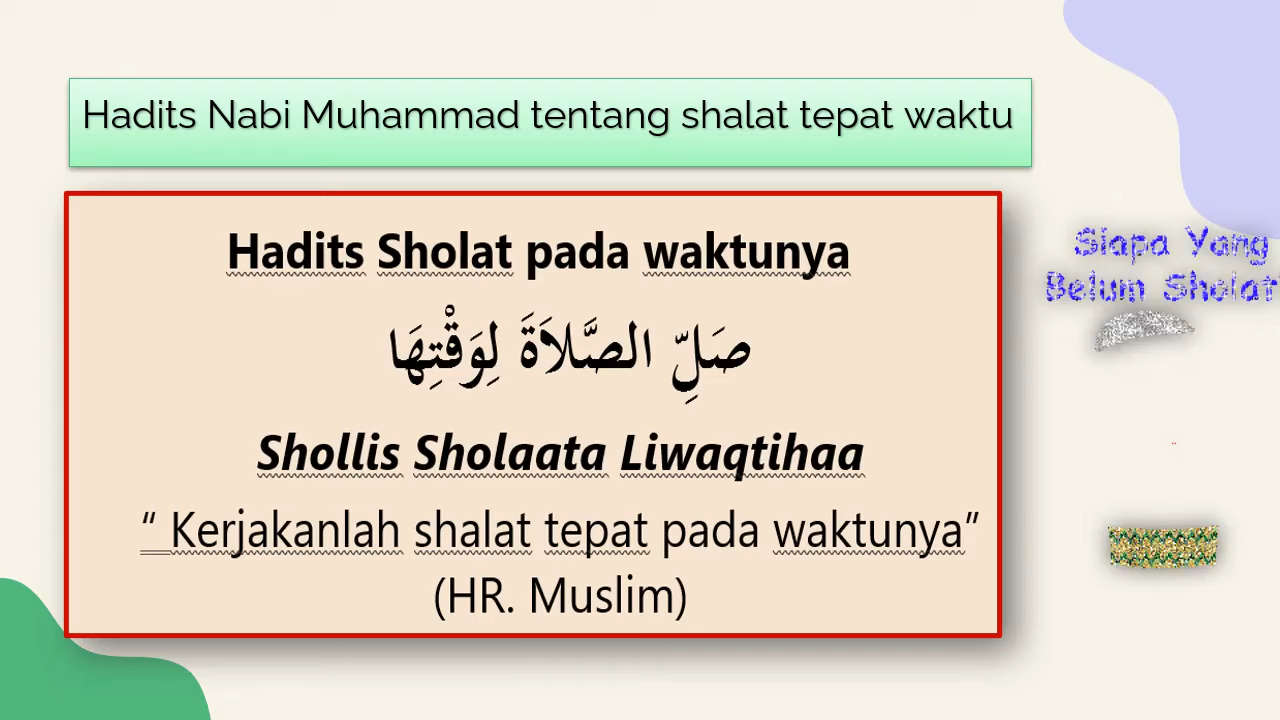 Hadits Nabi Muhammad tentang shalat tepat waktu
Hadits Sholat pada waktunya
صَلِّ الصَّلاَةَ لِوَقْتِهَا
Shollis Sholaata Liwaqtihaa
“ Kerjakanlah shalat tepat pada waktunya”
(HR. Muslim)
Siapa Yang
Belum Sholat